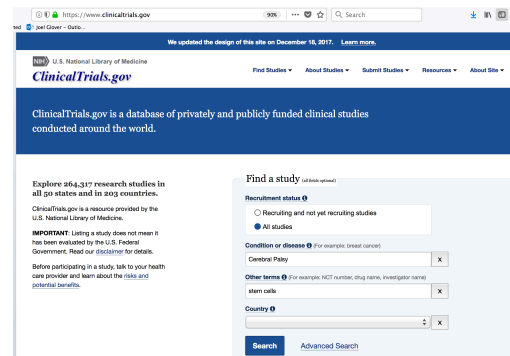 https://www.clinicaltrials.gov
90%
Search
ted
Joel Glover – Outlo...
We updated the design of this site on December 18, 2017. Learn more.
NIH U.S. National Library of Medicine
ClinicalTrials.gov
Find Studies
About Studies
Submit Studies
Resources
About Site
ClinicalTrials.gov is a database of privately and publicly funded clinical studies
conducted around the world.
Explore 264,317 research studies in
all 50 states and in 203 countries.
ClinicalTrials.gov is a resource provided by the
U.S. National Library of Medicine.
IMPORTANT: Listing a study does not mean it
has been evaluated by the U.S. Federal
Government. Read our disclaimer for details.
Before participating in a study, talk to your health
care provider and learn about the risks and
potential benefits.
Find a study (all fields optional)
Recruitment status
Recruiting and not yet recruiting studies
All studies
Condition or disease (For example: breast cancer)
Cerebral Palsy
X
Other terms (For example: NCT number, drug name, investigator name)
stem cells
X
Country
X
Search
Advanced Search